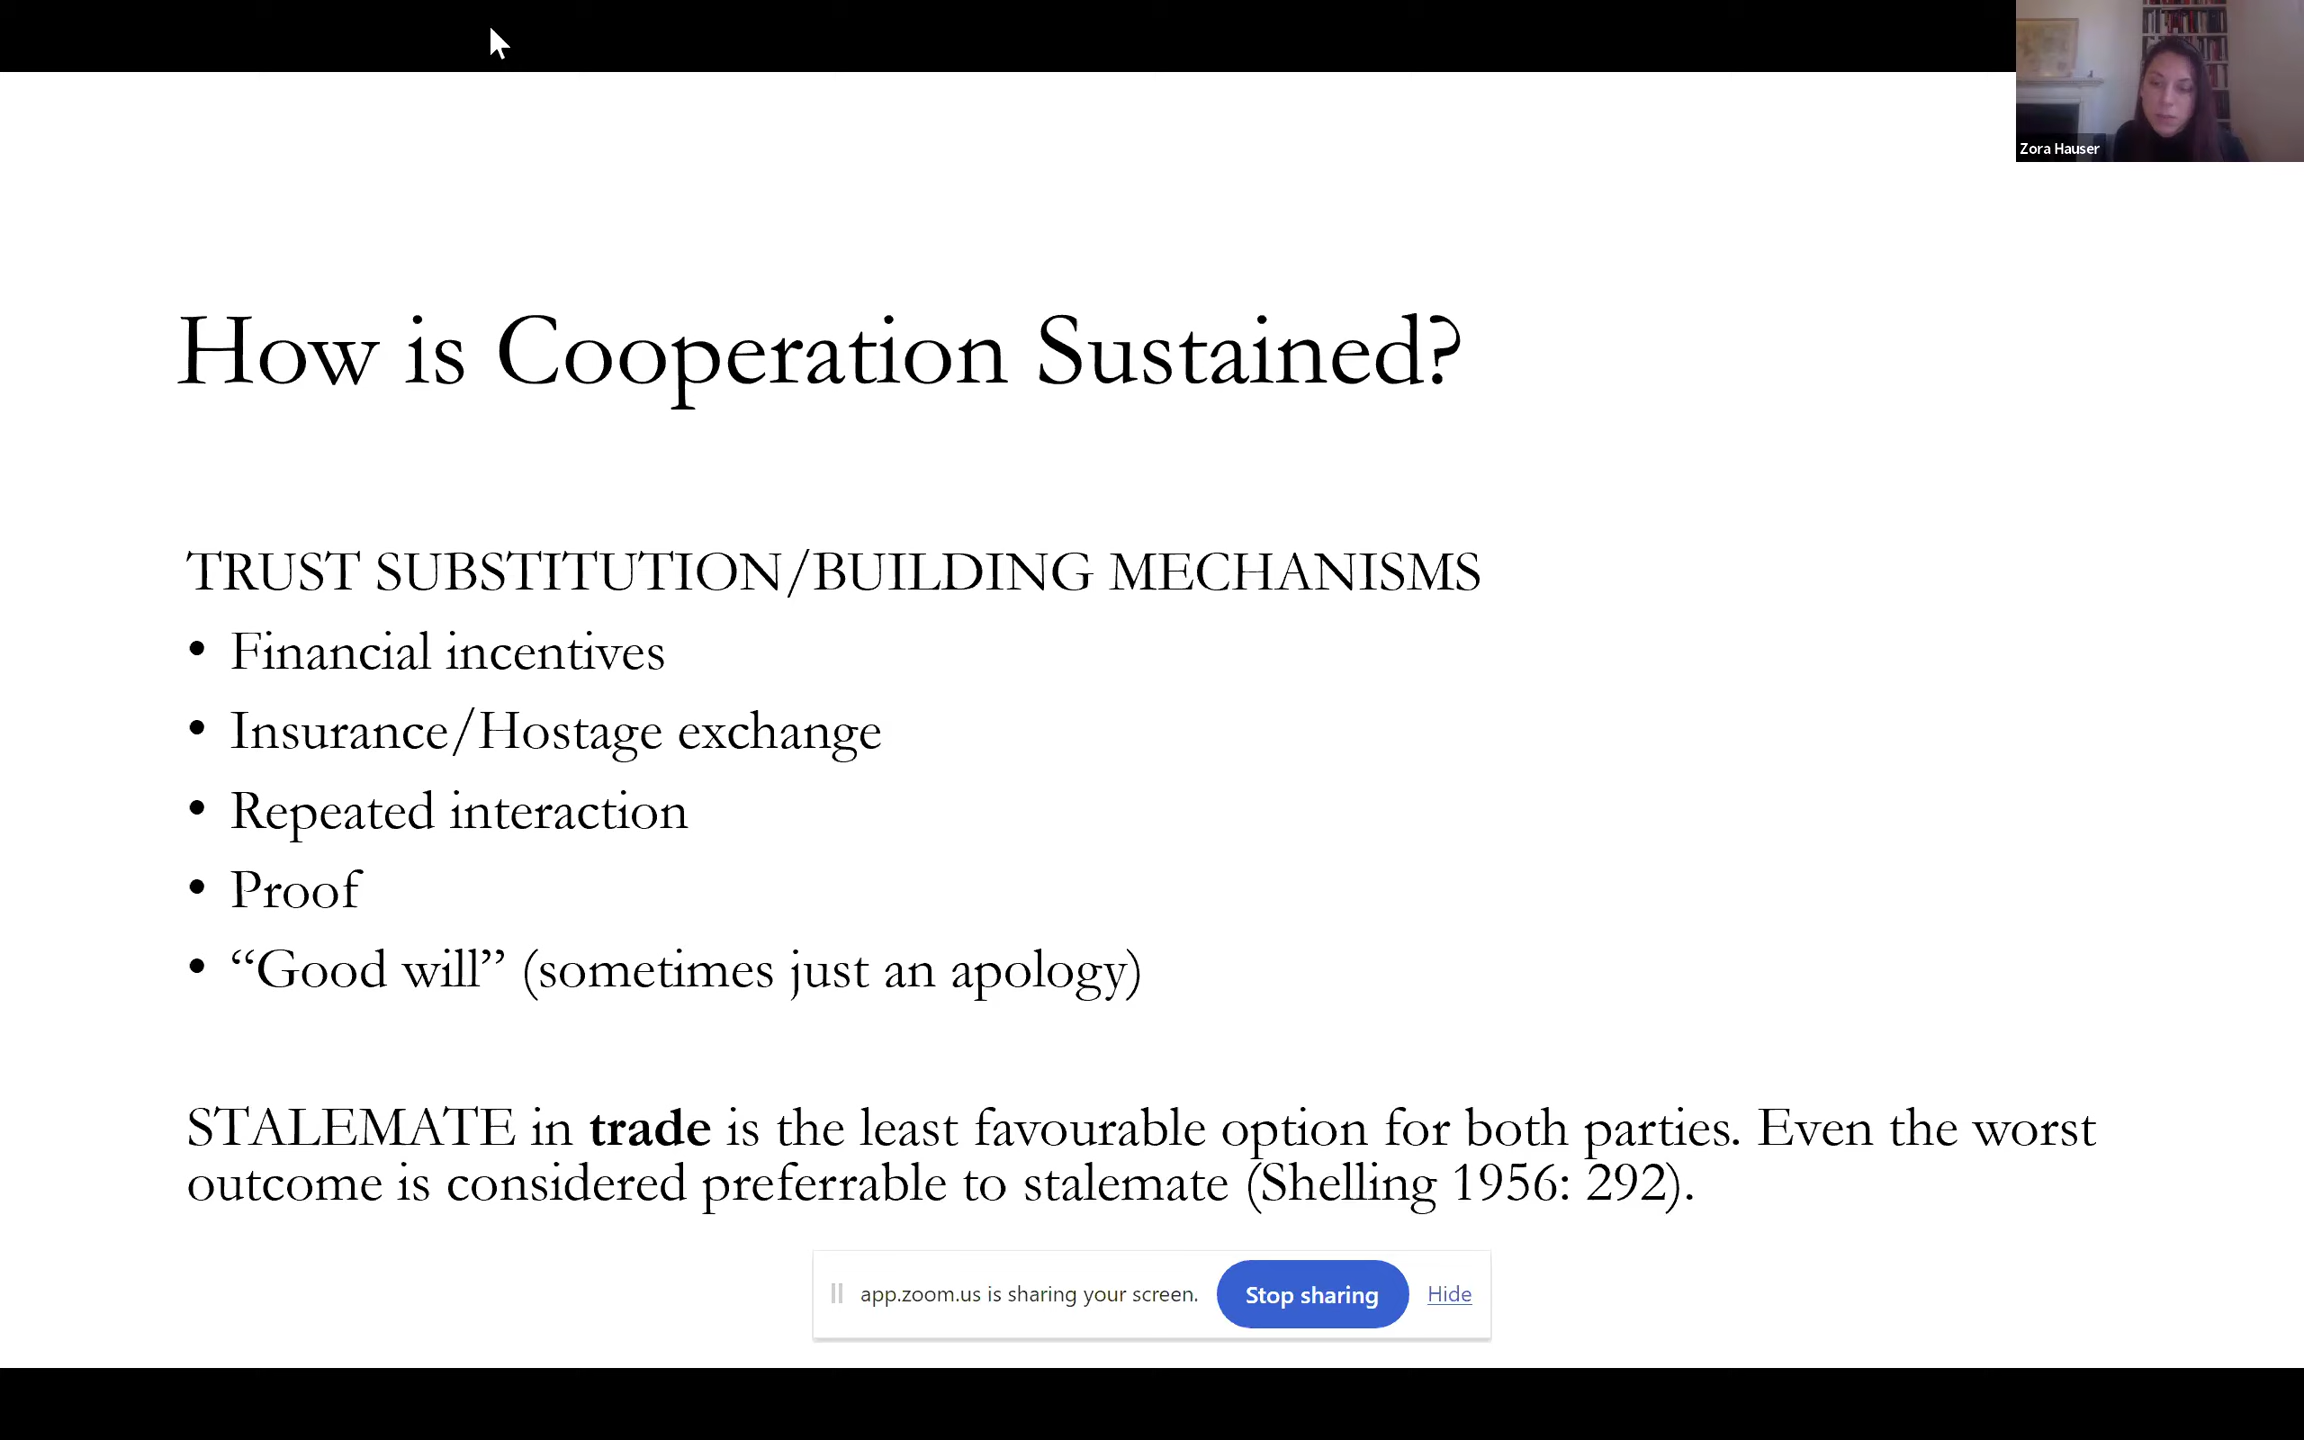 Zora Hauser
How is Cooperation Sustained?
TRUST SUBSTITUTION/BUILDING MECHANISMS
• Financial incentives
• Insurance/Hostage exchange
• Repeated interaction
• Proof
• “Good will” (sometimes just an apology)
STALEMATE in trade is the least favourable option for both parties. Even the worst
outcome is considered preferrable to stalemate (Shelling 1956: 292).
app.zoom.us is sharing your screen. Stop sharing Hide